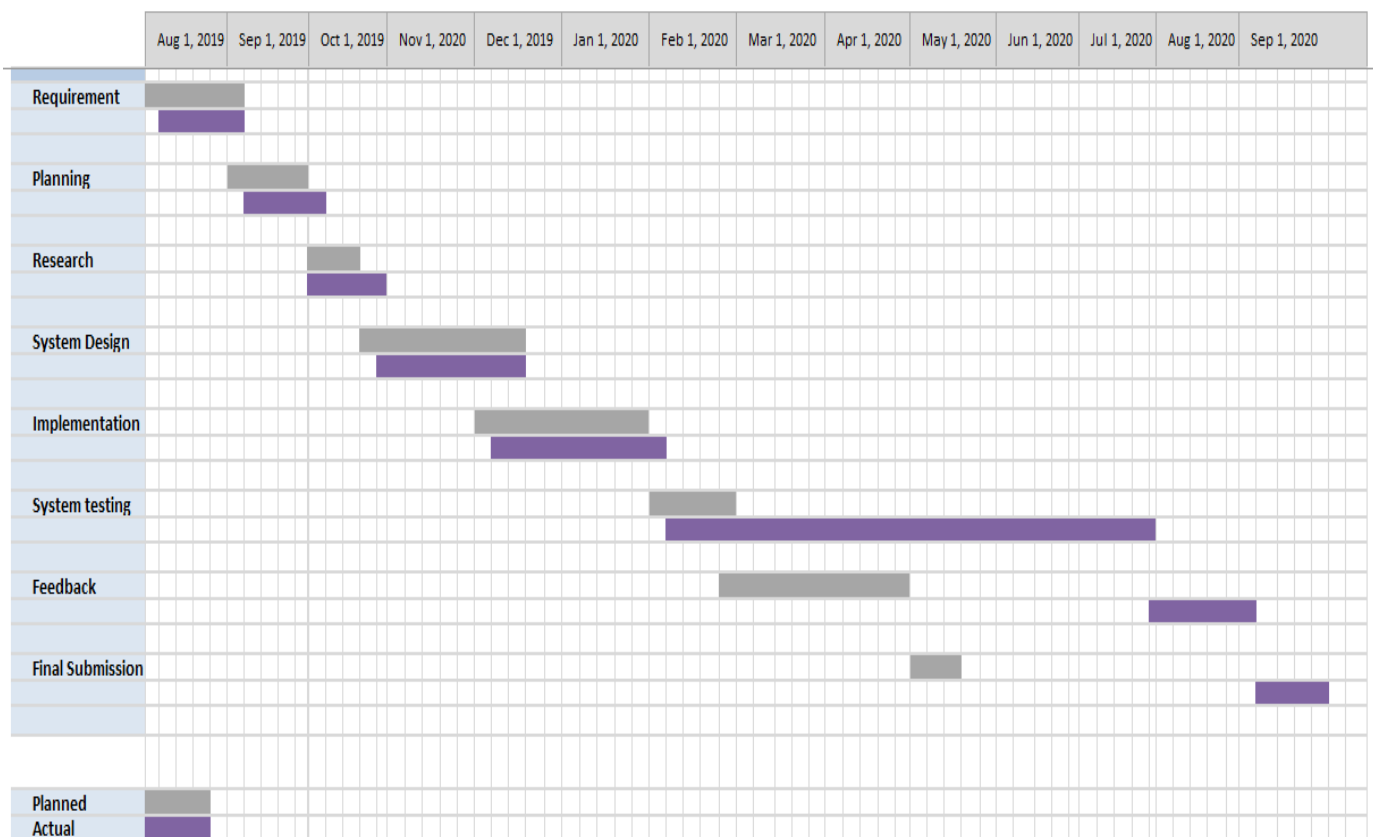 Aug 1, 2019 Sep 1, 2019 Oct 1, 2019 Nov 1, 2020 Dec 1, 2019 Jan 1, 2020 Feb 1, 2020 Mar 1, 2020 Apr 1, 2020 May 1, 2020 Jun 1, 2020 Jul 1, 2020 Aug 1, 2020 Sep 1, 2020
Requirement
Planning
Research
System Design
Implementation
System testing
Feedback
Final Submission
Planned
Actual